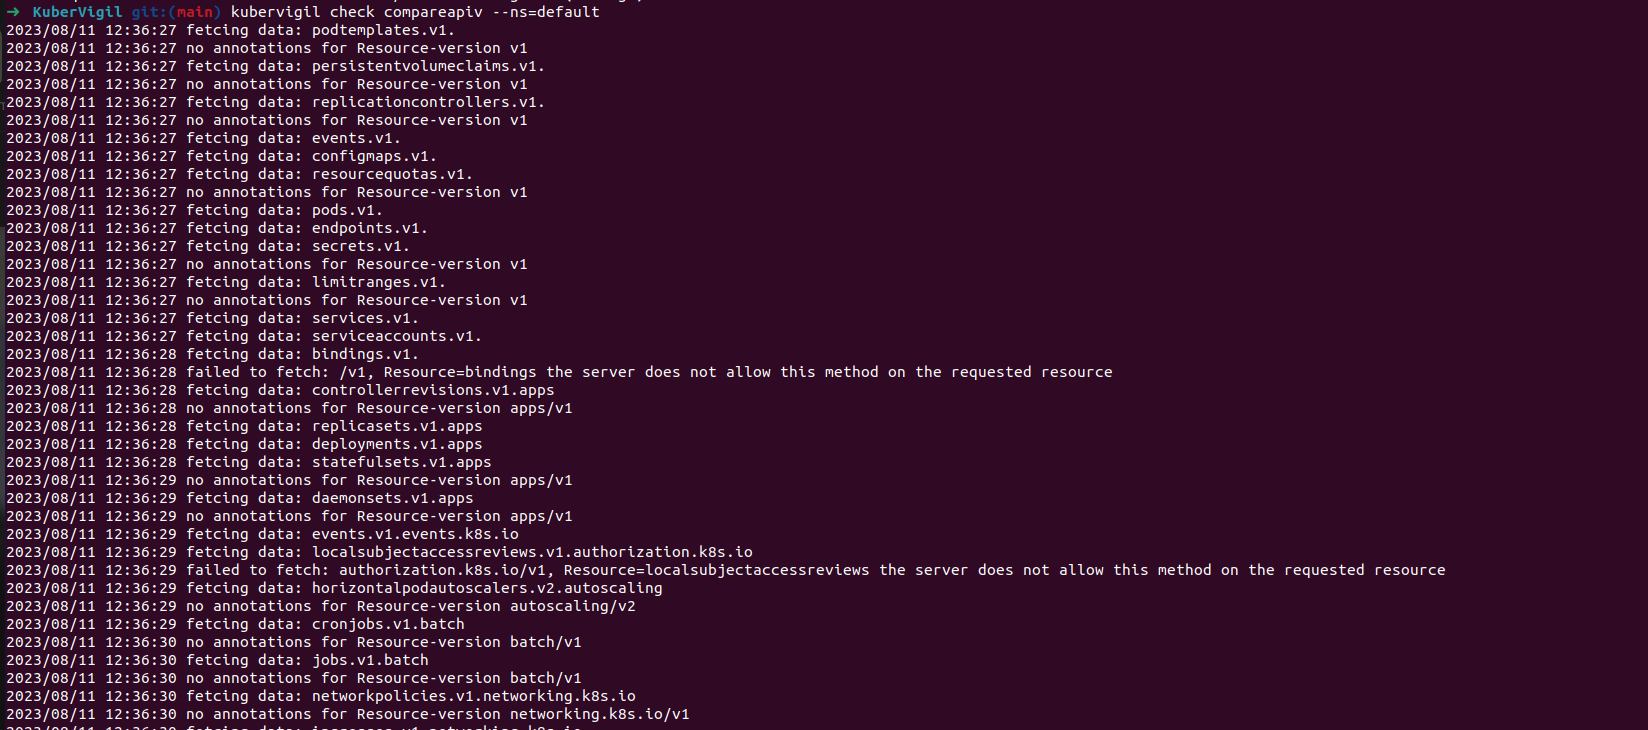 ➜ KuberVigil git:(main) kubervigil check compareapiv --ns=default
2023/08/11 12:36:27 fetcing data: podtemplates.v1.
2023/08/11 12:36:27 no annotations for Resource-version v1
2023/08/11 12:36:27 fetcing data: persistentvolumeclaims.v1.
2023/08/11 12:36:27 no annotations for Resource-version v1
2023/08/11 12:36:27 fetcing data: replicationcontrollers.v1.
2023/08/11 12:36:27 no annotations for Resource-version v1
2023/08/11 12:36:27 fetcing data: events.v1.
2023/08/11 12:36:27 fetcing data: configmaps.v1.
2023/08/11 12:36:27 fetcing data: resourcequotas.v1.
2023/08/11 12:36:27 no annotations for Resource-version v1
2023/08/11 12:36:27 fetcing data: pods.v1.
2023/08/11 12:36:27 fetcing data: endpoints.v1.
2023/08/11 12:36:27 fetcing data: secrets.v1.
2023/08/11 12:36:27 no annotations for Resource-version v1
2023/08/11 12:36:27 fetcing data: limitranges.v1.
2023/08/11 12:36:27 no annotations for Resource-version v1
2023/08/11 12:36:27 fetcing data: services.v1.
2023/08/11 12:36:27 fetcing data: serviceaccounts.v1.
2023/08/11 12:36:28 fetcing data: bindings.v1.
2023/08/11 12:36:28 failed to fetch: /v1, Resource=bindings the server does not allow this method on the requested resource
2023/08/11 12:36:28 fetcing data: controllerrevisions.v1.apps
2023/08/11 12:36:28 no annotations for Resource-version apps/v1
2023/08/11 12:36:28 fetcing data: replicasets.v1.apps
2023/08/11 12:36:28 fetcing data: deployments.v1.apps
2023/08/11 12:36:28 fetcing data: statefulsets.v1.apps
2023/08/11 12:36:29 no annotations for Resource-version apps/v1
2023/08/11 12:36:29 fetcing data: daemonsets.v1.apps
2023/08/11 12:36:29 no annotations for Resource-version apps/v1
2023/08/11 12:36:29 fetcing data: events.v1.events.k8s.io
2023/08/11 12:36:29 fetcing data: localsubjectaccessreviews.v1.authorization.k8s.io
2023/08/11 12:36:29 failed to fetch: authorization.k8s.io/v1, Resource=localsubjectaccessreviews the server does not allow this method on the requested resource
2023/08/11 12:36:29 fetcing data: horizontalpodautoscalers.v2.autoscaling
2023/08/11 12:36:29 no annotations for Resource-version autoscaling/v2
2023/08/11 12:36:29 fetcing data: cronjobs.v1.batch
2023/08/11 12:36:30 no annotations for Resource-version batch/v1
2023/08/11 12:36:30 fetcing data: jobs.v1.batch
2023/08/11 12:36:30 no annotations for Resource-version batch/v1
2023/08/11 12:36:30 fetcing data: networkpolicies.v1.networking.k8s.io
2023/08/11 12:36:30 no annotations for Resource-version networking.k8s.io/v1